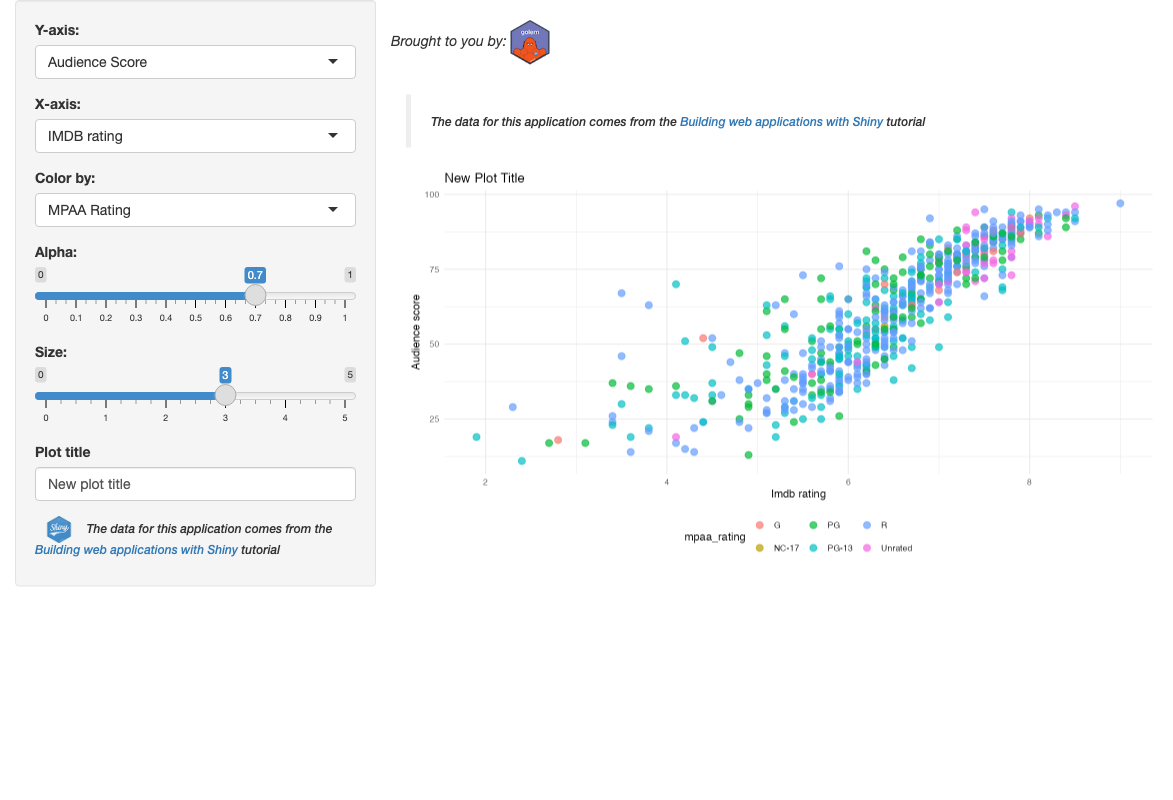 Y-axis:
Audience Score
X-axis:
IMDB rating
Color by:
MPAA Rating
Alpha:
0 0.7 1
0 0.1 0.2 0.3 0.4 0.5 0.6 0.7 0.8 0.9 1
Size:
0 3 5
0 1 2 3 4 5
Plot title
New plot title
Shiny The data for this application comes from the
Building web applications with Shiny tutorial
Brought to you by: golem
The data for this application comes from the Building web applications with Shiny tutorial
New Plot Title
100
75
50
25
Audience score
2 4 6 8
Imdb rating
mpaa_rating
G PG R
NC-17 PG-13 Unrated